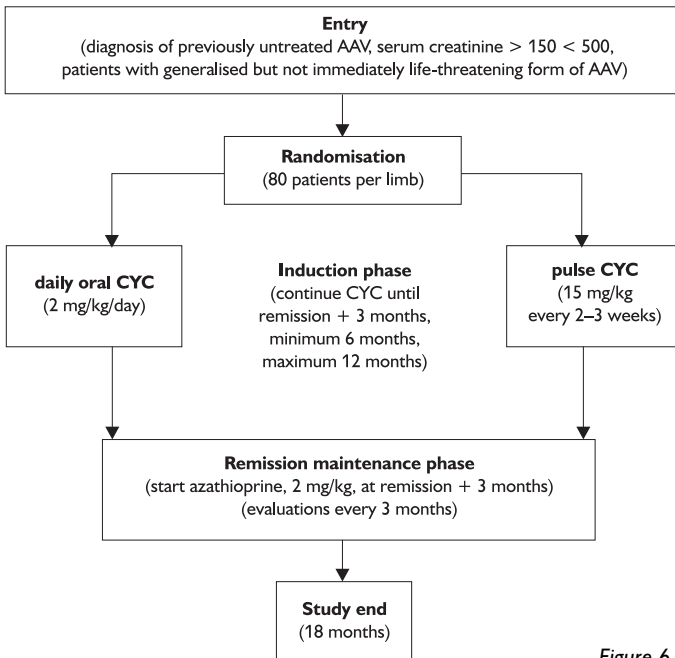 Entry
(diagnosis of previously untreated AAV, serum creatinine > 150 < 500,
patients with generalised but not immediately life-threatening form of AAV)
Randomisation
(80 patients per limb)
daily oral CYC
(2 mg/kg/day)
Induction phase
(continue CYC until
remission + 3 months,
minimum 6 months,
maximum 12 months)
pulse CYC
(15 mg/kg
every 2–3 weeks)
Remission maintenance phase
(start azathioprine, 2 mg/kg, at remission + 3 months)
(evaluations every 3 months)
Study end
(18 months)
Figure 6